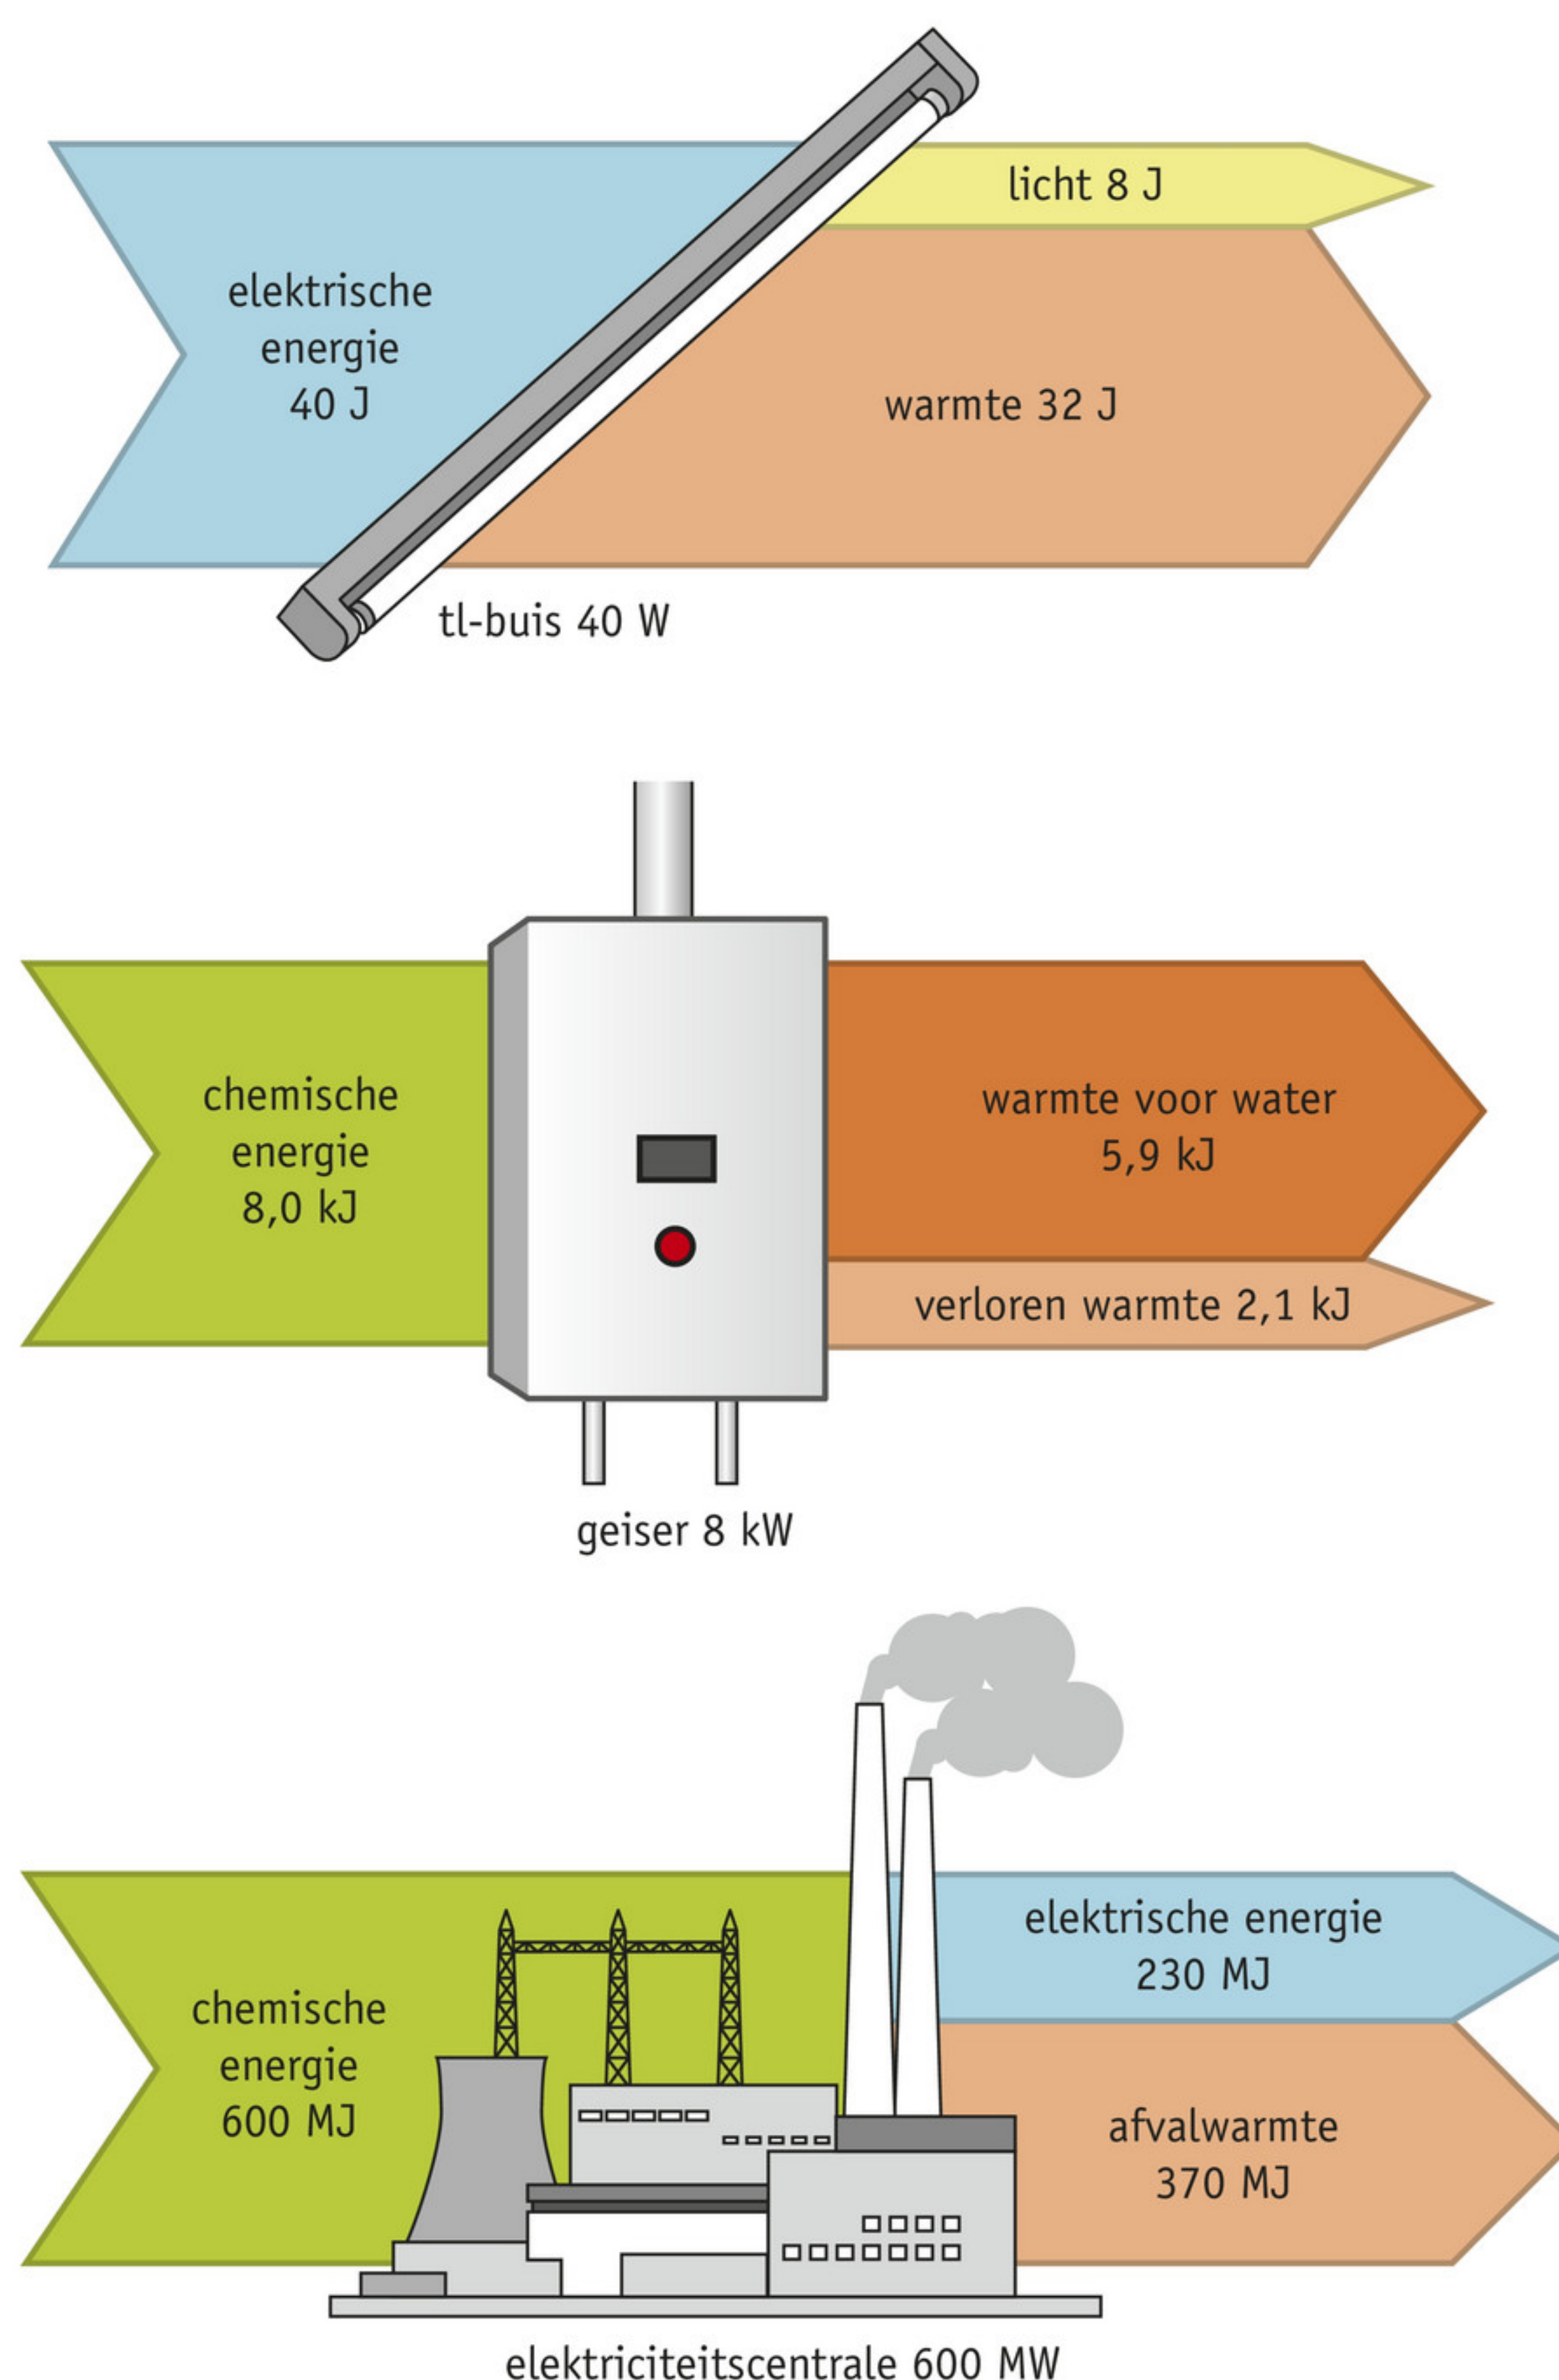 licht 8 J
elektrische
energie
40 J
warmte 32 J
tl-buis 40 W
chemische
energie
8,0 kJ
warmte voor water
5,9 kJ
verloren warmte 2,1 kJ
geiser 8 kW
elektrische energie
230 MJ
chemische
energie
600 MJ
afvalwarmte
370 MJ
elektriciteitscentrale 600 MW